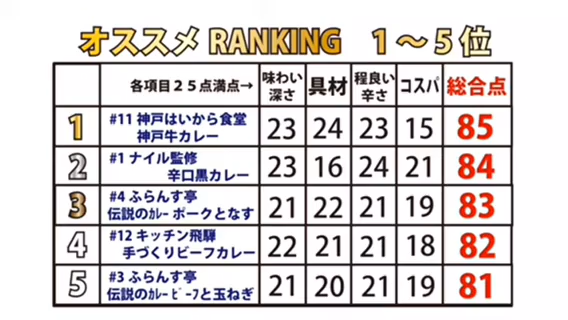 オススメ RANKING 1～5位
各項目25点満点→ 味わい深さ 具材 程良い辛さ コスパ 総合点
1 #11 神戸はいから食堂 神戸牛カレー 23 24 23 15 85
2 #1 ナイル監修 辛口黒カレー 23 16 24 21 84
3 #4 ふらんす亭 伝説のｶﾚｰ ポークとなす 21 22 21 19 83
4 #12 キッチン飛騨 手づくりビーフカレー 22 21 21 18 82
5 #3 ふらんす亭 伝説のｶﾚｰ ﾋﾞｰﾌと玉ねぎ 21 20 21 19 81